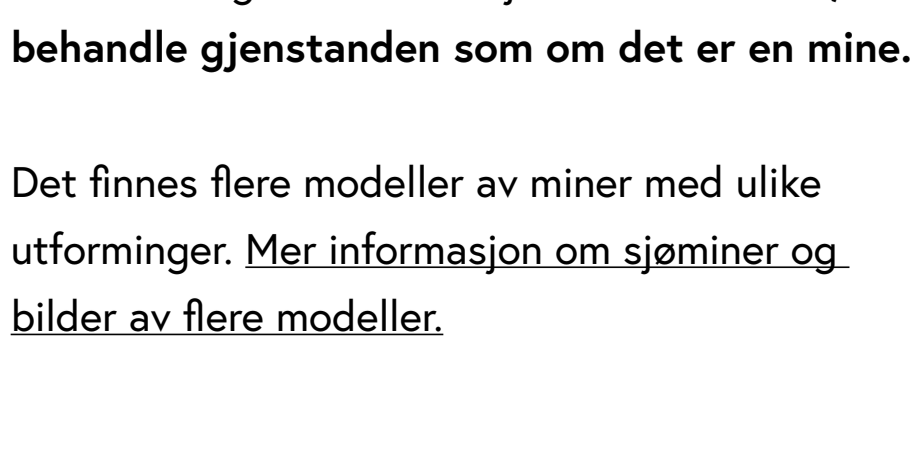 behandle gjenstanden som om det er en mine.
Det finnes flere modeller av miner med ulike
utforminger. Mer informasjon om sjøminer og
bilder av flere modeller.